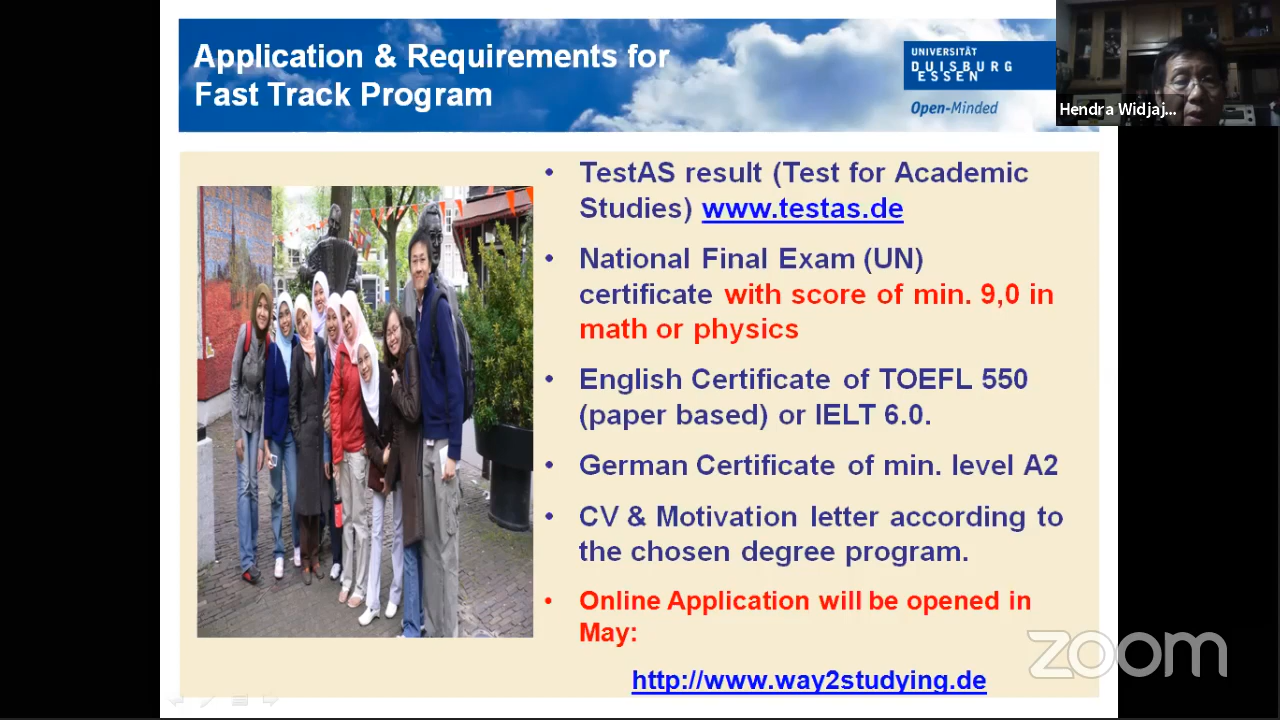 Application & Requirements for
Fast Track Program
UNIVERSITÄT
DUISBURG
ESSEN
Open-Minded
Hendra Widjaj...
• TestAS result (Test for Academic
Studies) www.testas.de
• National Final Exam (UN)
certificate with score of min. 9,0 in
math or physics
• English Certificate of TOEFL 550
(paper based) or IELT 6.0.
• German Certificate of min. level A2
• CV & Motivation letter according to
the chosen degree program.
• Online Application will be opened in
May:
http://www.way2studying.de
zoom